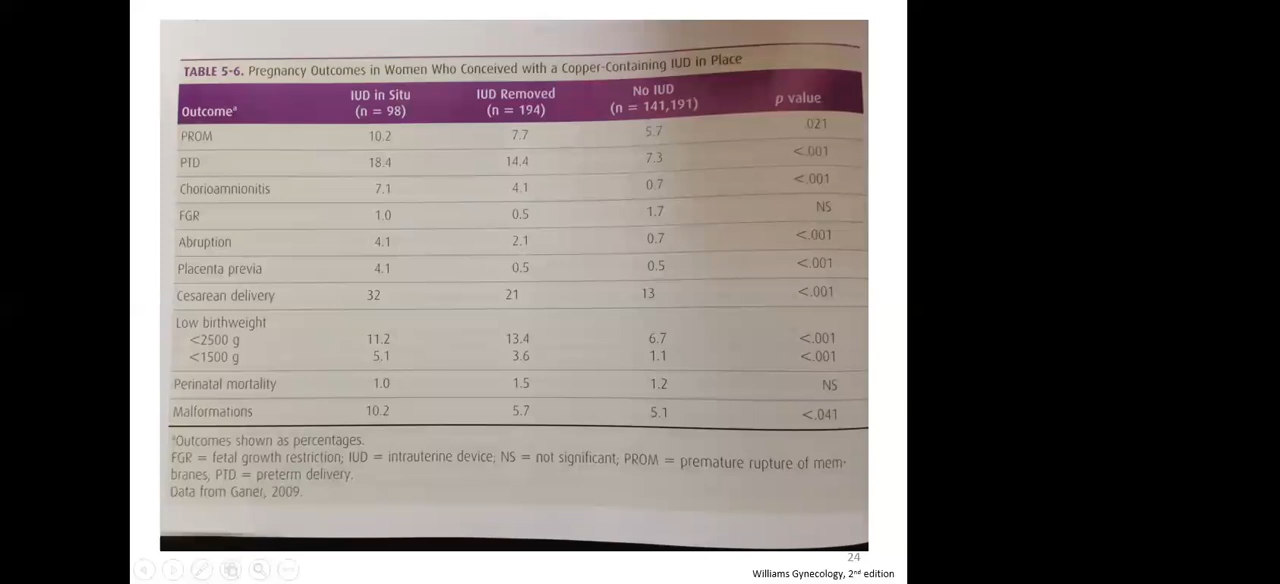 TABLE 5-6. Pregnancy Outcomes in Women Who Conceived with a Copper-Containing IUD in Place
Outcomeᵃ IUD in Situ (n = 98) IUD Removed (n = 194) No IUD (n = 141,191) p value
PROM 10.2 7.7 5.7 .021
PTD 18.4 14.4 7.3 <.001
Chorioamnionitis 7.1 4.1 0.7 <.001
FGR 1.0 0.5 1.7 NS
Abruption 4.1 2.1 0.7 <.001
Placenta previa 4.1 0.5 0.5 <.001
Cesarean delivery 32 21 13 <.001
Low birthweight
<2500 g 11.2 13.4 6.7 <.001
<1500 g 5.1 3.6 1.1 <.001
Perinatal mortality 1.0 1.5 1.2 NS
Malformations 10.2 5.7 5.1 <.041
ᵃOutcomes shown as percentages.
FGR = fetal growth restriction; IUD = intrauterine device; NS = not significant; PROM = premature rupture of mem-
branes, PTD = preterm delivery.
Data from Ganer, 2009.
24
Williams Gynecology, 2ⁿᵈ edition